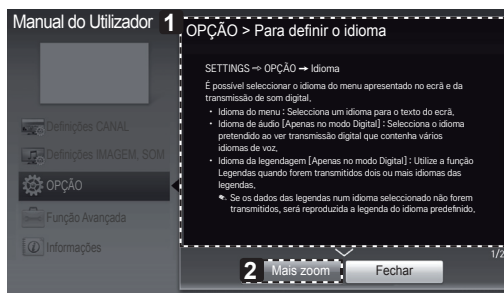 Manual do Utilizador
1
OPÇÃO > Para definir o idioma
SETTINGS ⇨ OPÇÃO ➞ Idioma
É possível seleccionar o idioma do menu apresentado no ecrã e da
transmissão de som digital.
• Idioma do menu : Selecciona um idioma para o texto do ecrã.
• Idioma de áudio [Apenas no modo Digital] : Selecciona o idioma
pretendido ao ver transmissão digital que contenha vários
idiomas de voz.
• Idioma da legendagem [Apenas no modo Digital] : Utilize a função
Legendas quando forem transmitidos dois ou mais idiomas das
legendas.
Se os dados das legendas num idioma seleccionado não forem
transmitidos, será reproduzida a legenda do idioma predefinido.
Definições CANAL
Definições IMAGEM, SOM
OPÇÃO
Função Avançada
Informações
1/2
2
Mais zoom
Fechar